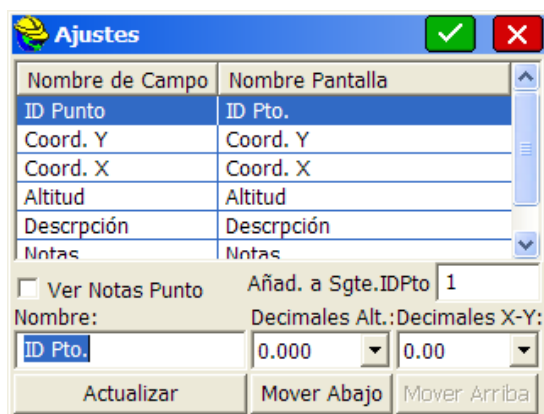 Ajustes
Nombre de Campo Nombre Pantalla
ID Punto ID Pto.
Coord. Y Coord. Y
Coord. X Coord. X
Altitud Altitud
Descrpción Descrpción
Notas Notas
Ver Notas Punto Añad. a Sgte.IDPto 1
Nombre: Decimales Alt.: Decimales X-Y:
ID Pto. 0.000 0.00
Actualizar Mover Abajo Mover Arriba